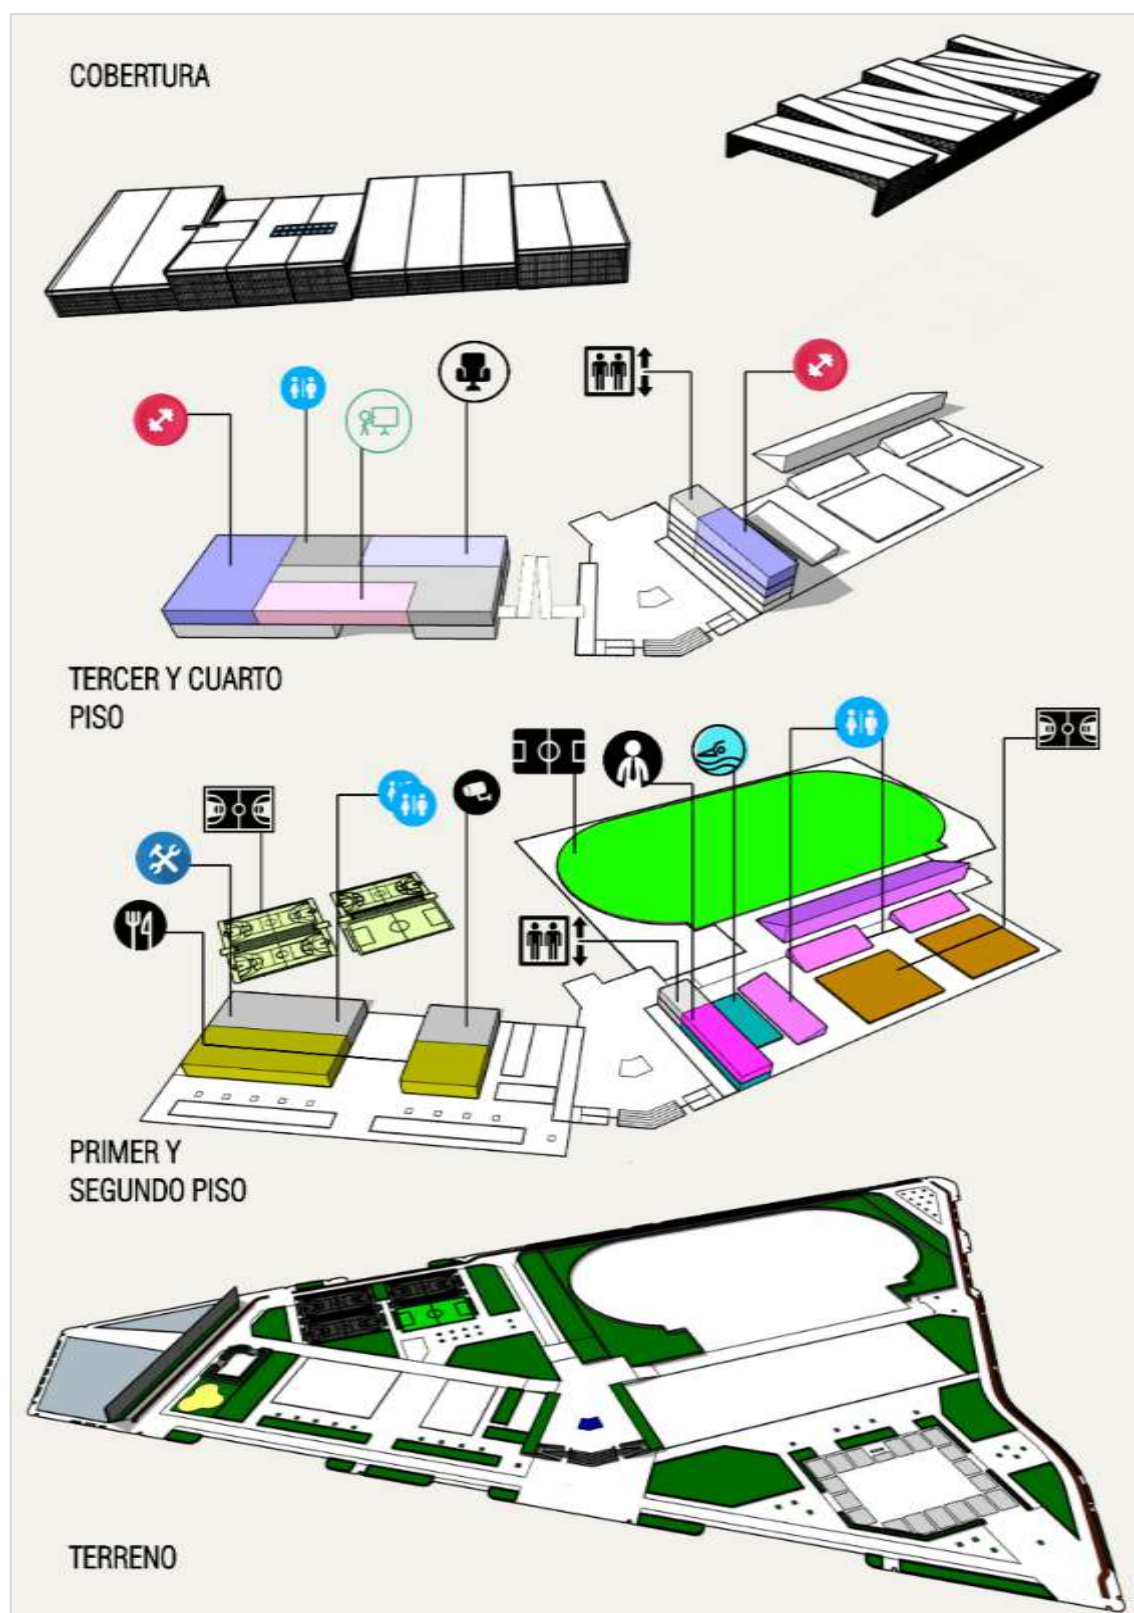 COBERTURA
TERCER Y CUARTO
PISO
PRIMER Y
SEGUNDO PISO
TERRENO